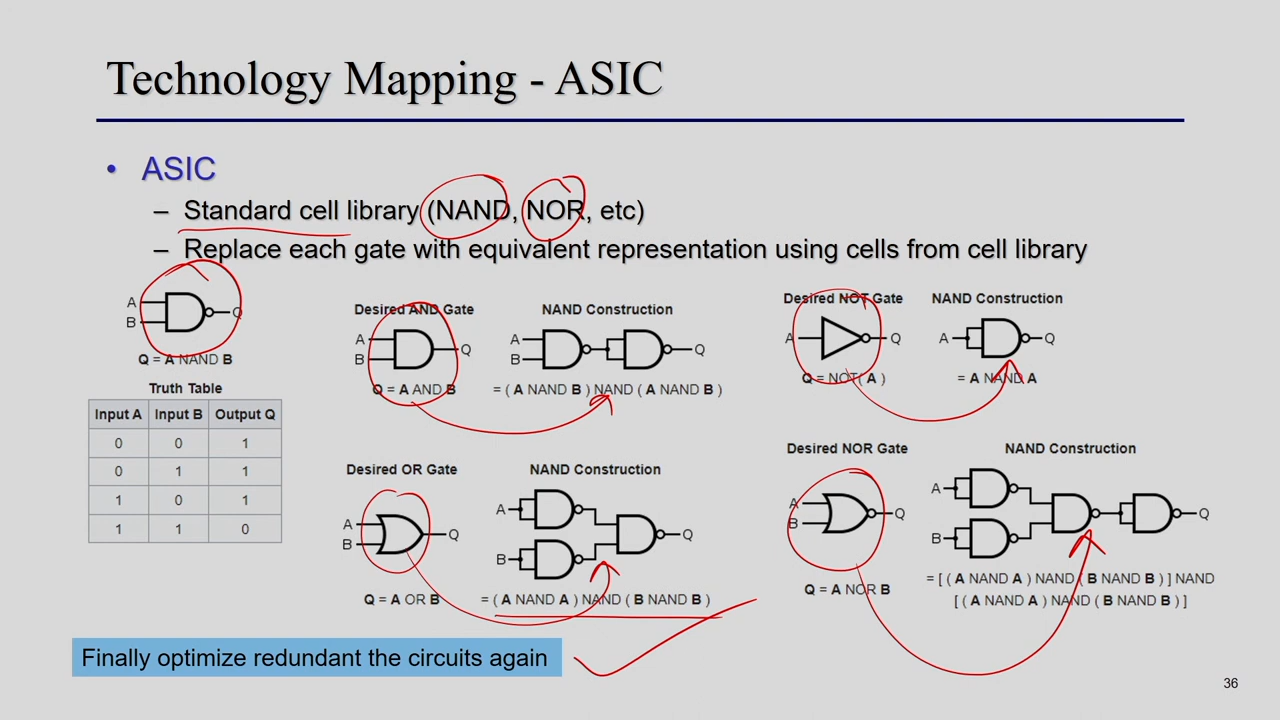 Technology Mapping - ASIC
• ASIC
– Standard cell library (NAND, NOR, etc)
– Replace each gate with equivalent representation using cells from cell library
A
B
Q
Q = A NAND B
Truth Table
Input A Input B Output Q
0 0 1
0 1 1
1 0 1
1 1 0
Desired AND Gate
A
B
Q
Q = A AND B
NAND Construction
A
B
Q
= ( A NAND B ) NAND ( A NAND B )
Desired NOT Gate
A
Q
Q = NOT( A )
NAND Construction
A
Q
= A NAND A
Desired OR Gate
A
B
Q
Q = A OR B
NAND Construction
A
B
Q
= ( A NAND A ) NAND ( B NAND B )
Desired NOR Gate
A
B
Q
Q = A NOR B
NAND Construction
A
B
Q
= [ ( A NAND A ) NAND ( B NAND B ) ] NAND
[ ( A NAND A ) NAND ( B NAND B ) ]
Finally optimize redundant the circuits again
36